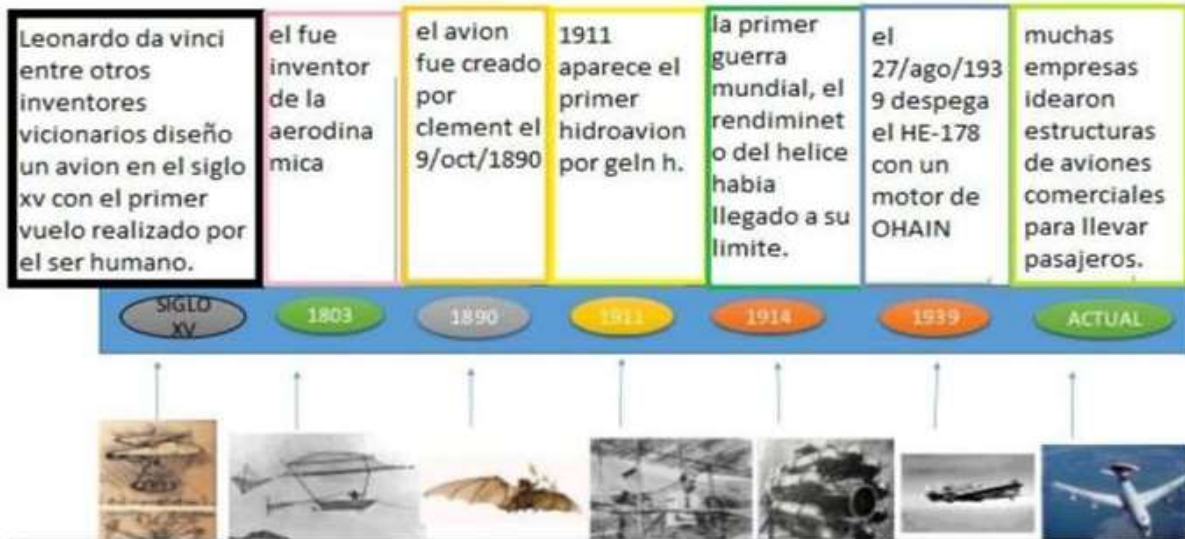 Leonardo da vinci
entre otros
inventores
vicionarios diseño
un avion en el siglo
xv con el primer
vuelo realizado por
el ser humano.
el fue
inventor
de la
aerodina
mica
el avion
fue creado
por
clement el
9/oct/1890
1911
aparece el
primer
hidroavion
por geln h.
la primer
guerra
mundial, el
rendiminet
o del helice
habia
llegado a su
limite.
el
27/ago/193
9 despega
el HE-178
con un
motor de
OHAIN
muchas
empresas
idearon
estructuras
de aviones
comerciales
para llevar
pasajeros.
SIGLO
XV
1803
1890
1911
1914
1939
ACTUAL